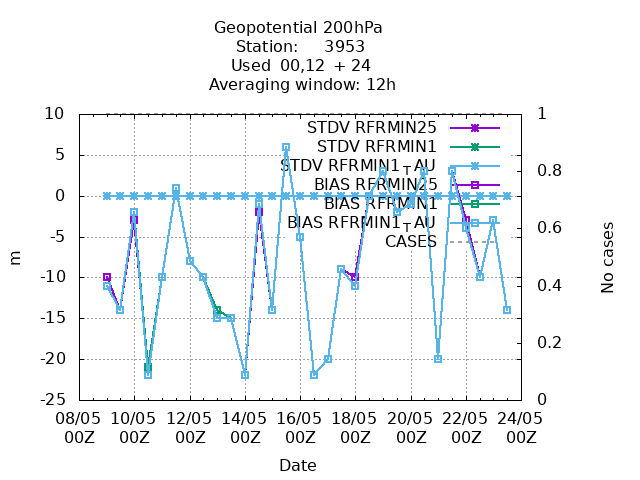 Geopotential 200hPa
Station: 3953
Used 00,12 + 24
Averaging window: 12h
10
5
0
-5
-10
-15
-20
-25
m
1
0.8
0.6
0.4
0.2
0
No cases
STDV RFRMIN25
STDV RFRMIN1
STDV RFRMIN1TAU
BIAS RFRMIN25
BIAS RFRMIN1
BIAS RFRMIN1TAU
CASES
08/05 10/05 12/05 14/05 16/05 18/05 20/05 22/05 24/05
00Z 00Z 00Z 00Z 00Z 00Z 00Z 00Z 00Z
Date